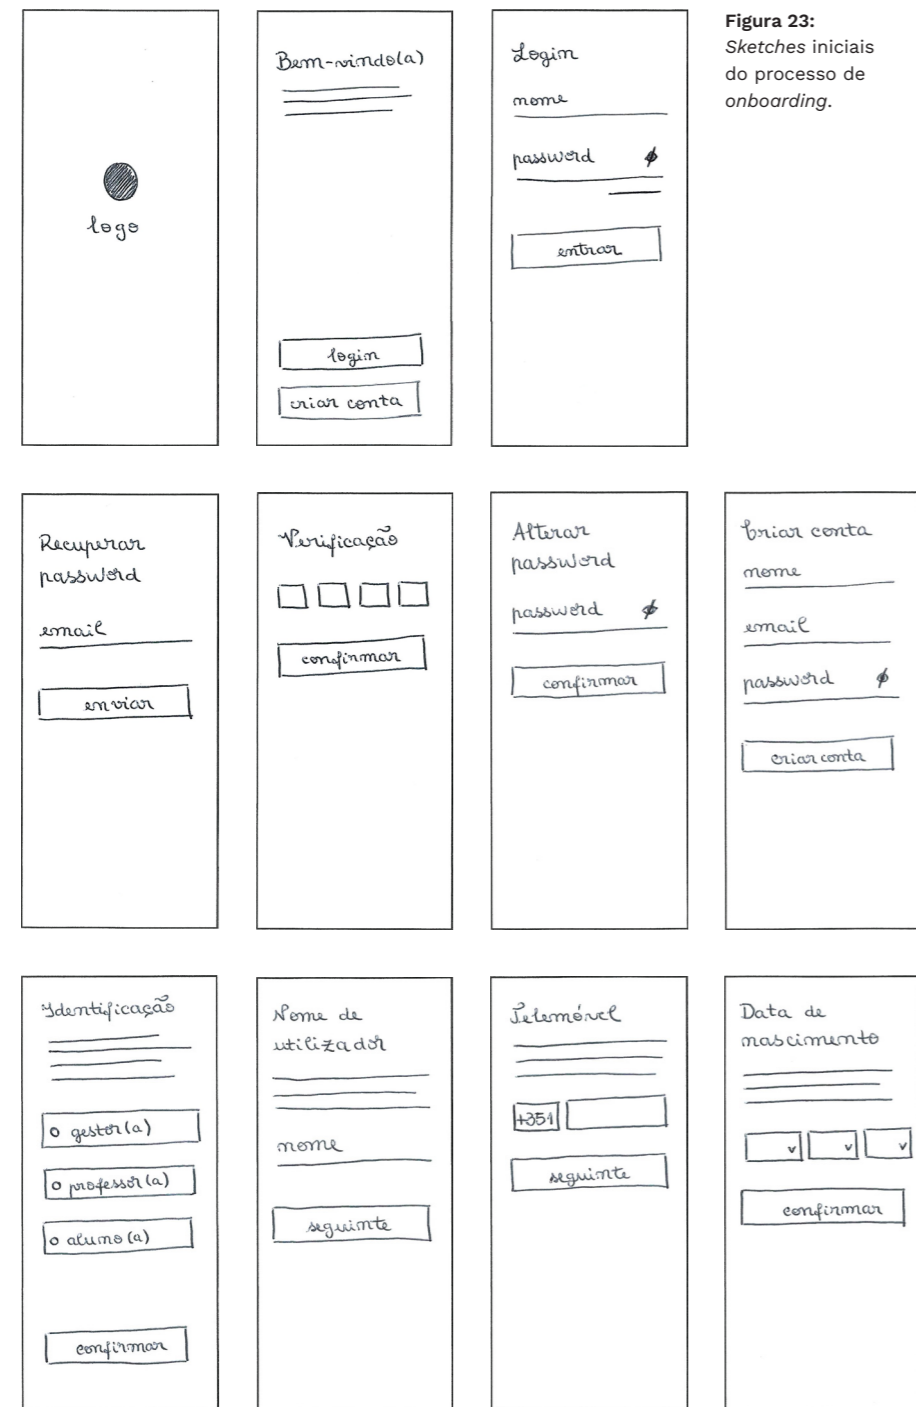 Figura 23:
Sketches iniciais
do processo de
onboarding.
logo
Bem-vindo(a)
login
criar conta
Login
nome
password
entrar
Recuperar
password
email
enviar
Verificação
confirmar
Alterar
password
password
confirmar
Criar conta
nome
email
password
criar conta
Identificação
gestor(a)
professor(a)
aluno(a)
confirmar
Nome de
utilizador
nome
seguinte
Telemóvel
+351
seguinte
Data de
nascimento
confirmar